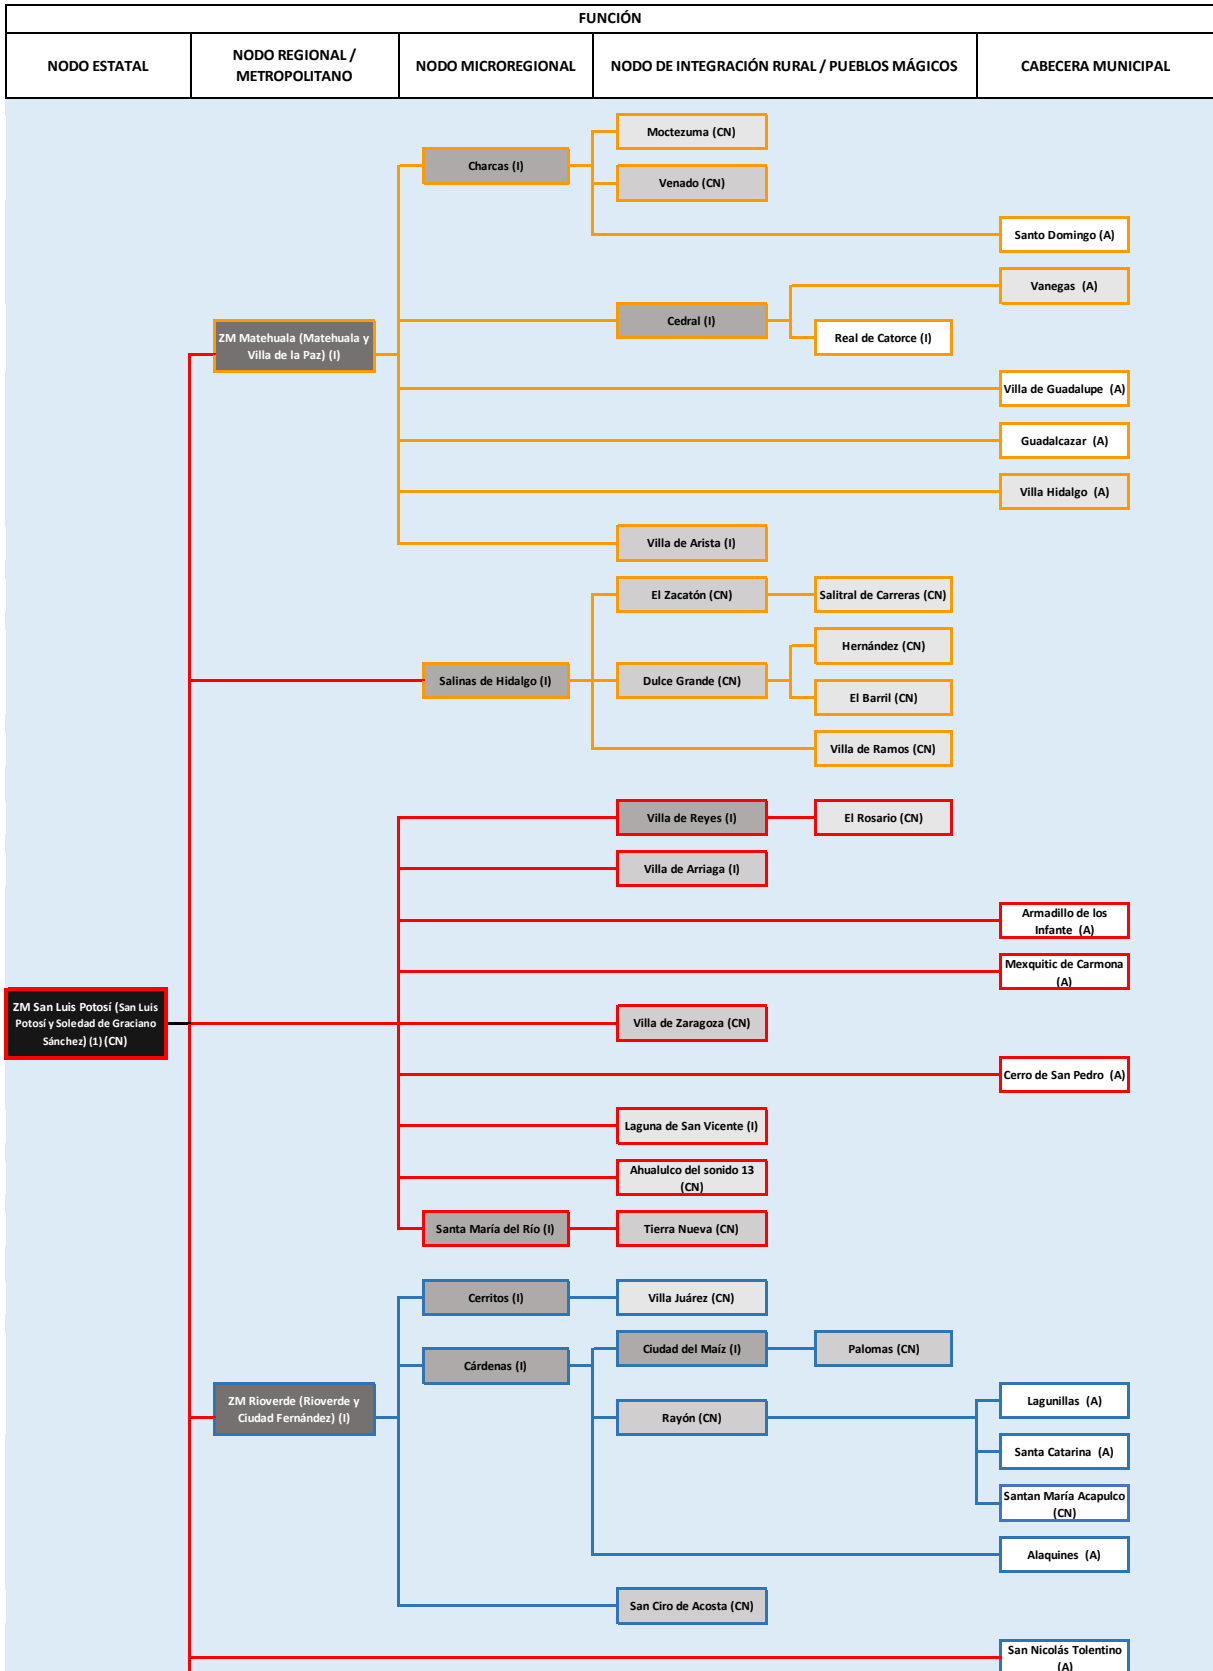 FUNCIÓN
NODO ESTATAL
NODO REGIONAL /
METROPOLITANO
NODO MICROREGIONAL
NODO DE INTEGRACIÓN RURAL / PUEBLOS MÁGICOS
CABECERA MUNICIPAL
Moctezuma (CN)
Charcas (I)
Venado (CN)
Santo Domingo (A)
Vanegas (A)
Cedral (I)
ZM Matehuala (Matehuala y
Villa de la Paz) (I)
Real de Catorce (I)
Villa de Guadalupe (A)
Guadalcazar (A)
Villa Hidalgo (A)
Villa de Arista (I)
El Zacatón (CN)
Salitral de Carreras (CN)
Hernández (CN)
Salinas de Hidalgo (I)
Dulce Grande (CN)
El Barril (CN)
Villa de Ramos (CN)
Villa de Reyes (I)
El Rosario (CN)
Villa de Arriaga (I)
Armadillo de los
Infante (A)
Mexquitic de Carmona
(A)
ZM San Luis Potosí (San Luis
Potosí y Soledad de Graciano
Sánchez) (1) (CN)
Villa de Zaragoza (CN)
Cerro de San Pedro (A)
Laguna de San Vicente (I)
Ahualulco del sonido 13
(CN)
Santa María del Río (I)
Tierra Nueva (CN)
Cerritos (I)
Villa Juárez (CN)
Ciudad del Maíz (I)
Palomas (CN)
Cárdenas (I)
ZM Rioverde (Rioverde y
Ciudad Fernández) (I)
Lagunillas (A)
Rayón (CN)
Santa Catarina (A)
Santan María Acapulco
(CN)
Alaquines (A)
San Ciro de Acosta (CN)
San Nicolás Tolentino
(A)